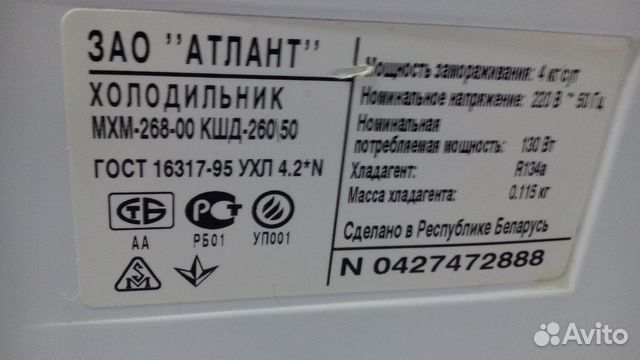 ЗАО "АТЛАНТ"
ХОЛОДИЛЬНИК
МХМ-268-00 КШД-260\50
ГОСТ 16317-95 УХЛ 4.2*N
СТБ
РСТ
АА
РБ01
УП001
Мощность замораживания: 4 кг\сут
Номинальное напряжение: 220 В ~ 50 Гц
Номинальная
потребляемая мощность: 130 Вт
Хладагент: R134a
Масса хладагента: 0.115 кг
Сделано в Республике Беларусь
N 0427472888
Avito